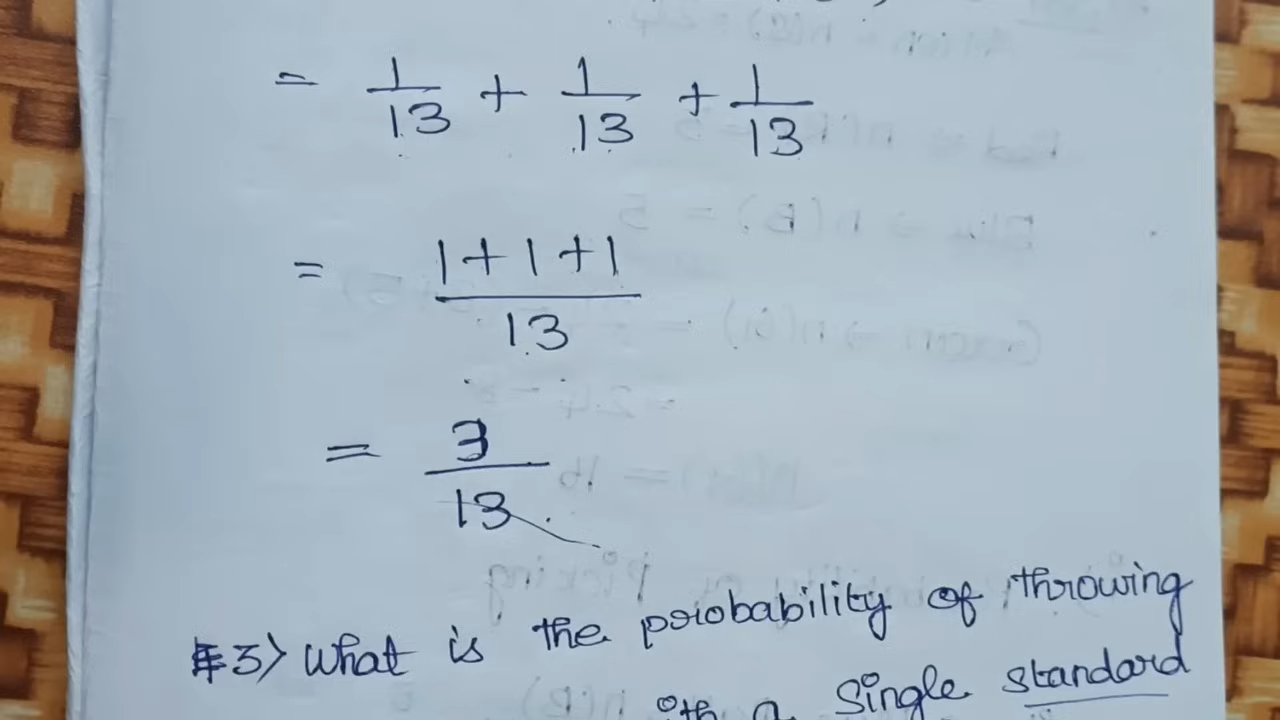 = 1/13 + 1/13 + 1/13
= 1+1+1/13
= 3/13
3) What is the probability of throwing
with a single standard